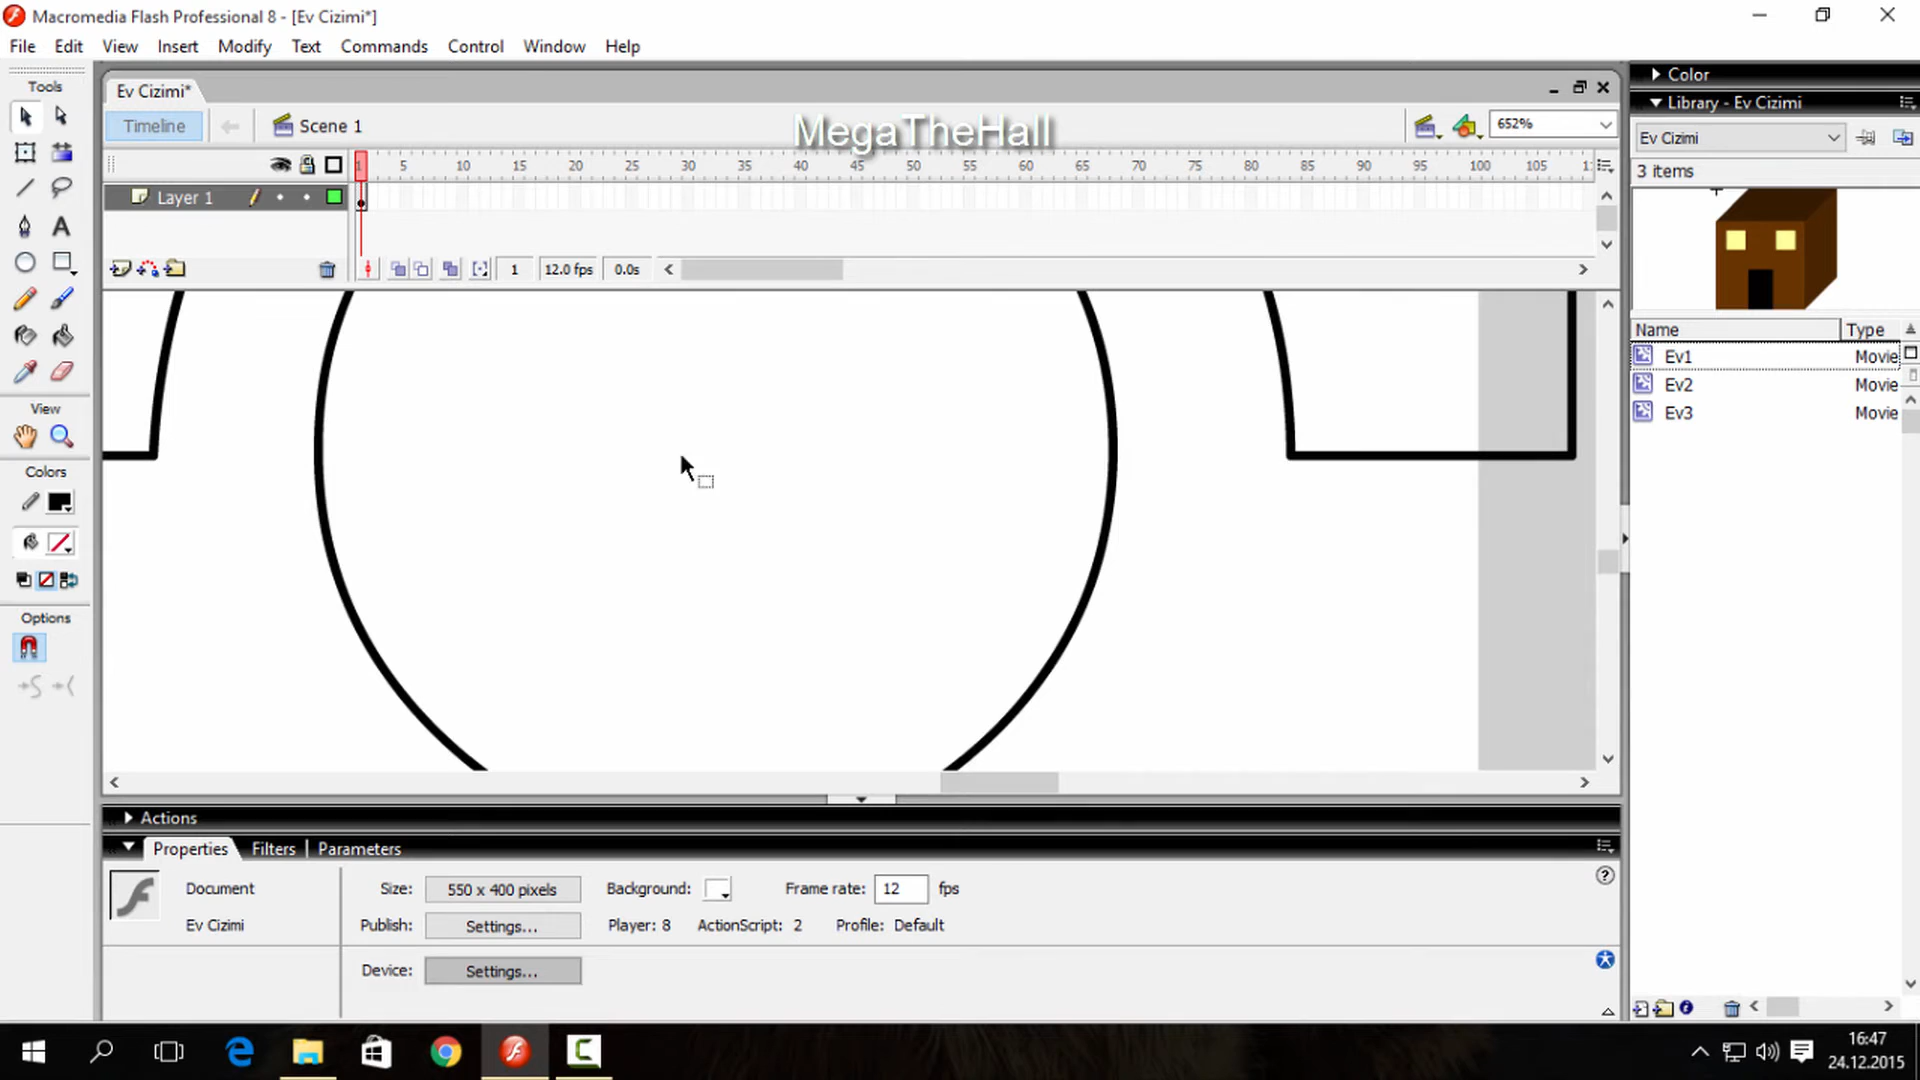 Macromedia Flash Professional 8 - [Ev Cizimi*]
File Edit View Insert Modify Text Commands Control Window Help
Tools
Ev Cizimi*
Timeline
Scene 1
MegaTheHall
652%
1 5 10 15 20 25 30 35 40 45 50 55 60 65 70 75 80 85 90 95 100 105
Layer 1
1 12.0 fps 0.0s
View
Colors
Options
Color
Library - Ev Cizimi
Ev Cizimi
3 items
Name Type
Ev1 Movie
Ev2 Movie
Ev3 Movie
Actions
Properties Filters Parameters
Document
Size: 550 x 400 pixels Background: Frame rate: 12 fps
Ev Cizimi
Publish: Settings... Player: 8 ActionScript: 2 Profile: Default
Device: Settings...
16:47
24.12.2015